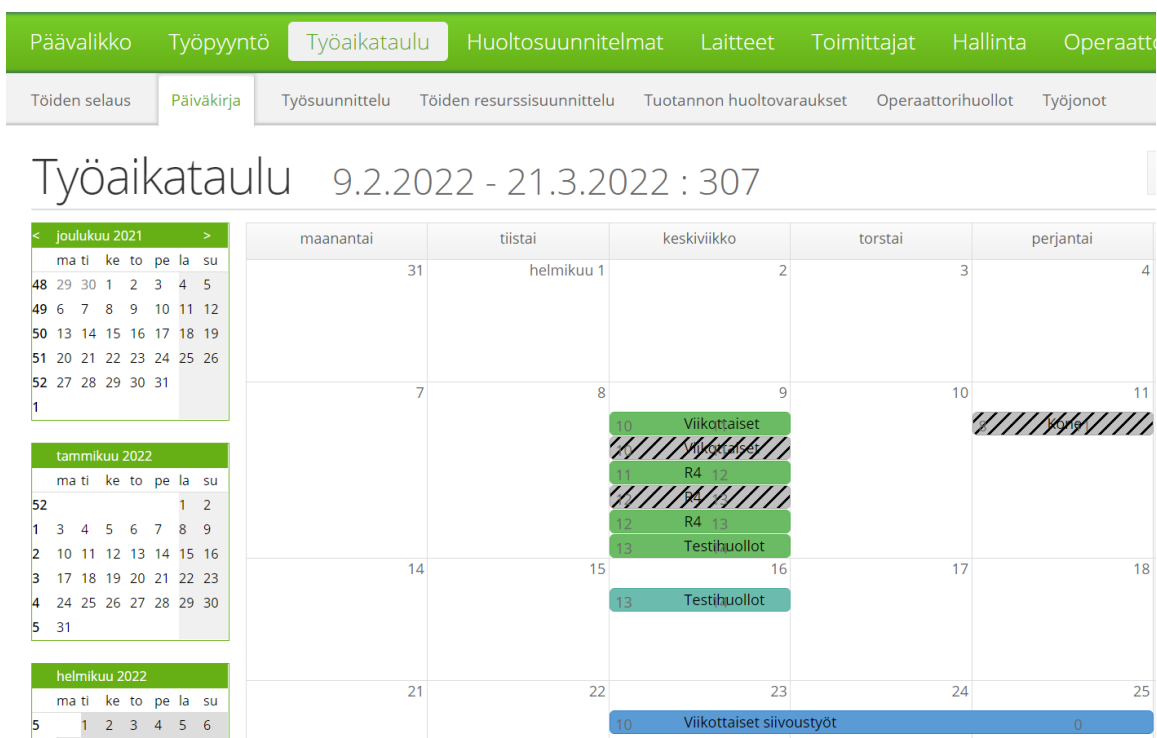 Päävalikko Työpyyntö Työaikataulu Huoltosuunnitelmat Laitteet Toimittajat Hallinta Operaatto
Töiden selaus Päiväkirja Työsuunnittelu Töiden resurssisuunnittelu Tuotannon huoltovaraukset Operaattorihuollot Työjonot
Työaikataulu 9.2.2022 - 21.3.2022 : 307
< joulukuu 2021 >
ma ti ke to pe la su
48 29 30 1 2 3 4 5
49 6 7 8 9 10 11 12
50 13 14 15 16 17 18 19
51 20 21 22 23 24 25 26
52 27 28 29 30 31
1
tammikuu 2022
ma ti ke to pe la su
52 1 2
1 3 4 5 6 7 8 9
2 10 11 12 13 14 15 16
3 17 18 19 20 21 22 23
4 24 25 26 27 28 29 30
5 31
helmikuu 2022
ma ti ke to pe la su
5 1 2 3 4 5 6
maanantai tiistai keskiviikko torstai perjantai
31 helmikuu 1 2 3 4
7 8 9 10 11
10 Viikottaiset 11
8 Kone
10 Viikottaiset
11 R4 12
12 R4 13
12 R4 13
13 Testihuollot 14
14 15 16 17 18
13 Testihuollot 14
21 22 23 24 25
10 Viikottaiset siivoustyöt 0